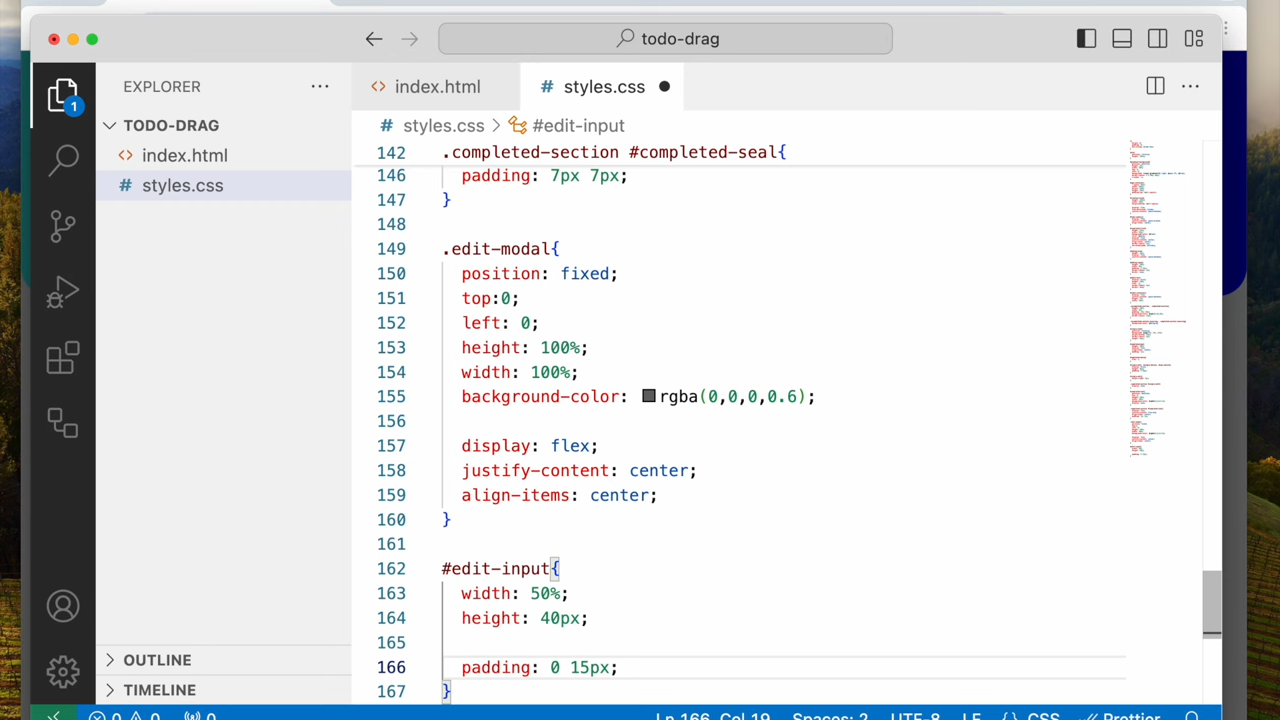 todo-drag
EXPLORER
index.html
# styles.css
TODO-DRAG
# styles.css > #edit-input
index.html
# styles.css
1
142 .completed-section #completed-seal{
146 padding: 7px 7px;
147 }
148
149 .edit-modal{
150 position: fixed;
151 top:0;
152 left: 0;
153 height: 100%;
154 width: 100%;
155 background-color: rgba(0,0,0,0.6);
156
157 display: flex;
158 justify-content: center;
159 align-items: center;
160 }
161
162 #edit-input{
163 width: 50%;
164 height: 40px;
165
166 padding: 0 15px;
167 }
OUTLINE
TIMELINE
0 0 0 Ln 166, Col 19 Spaces: 2 UTF-8 LF {} CSS Prettier